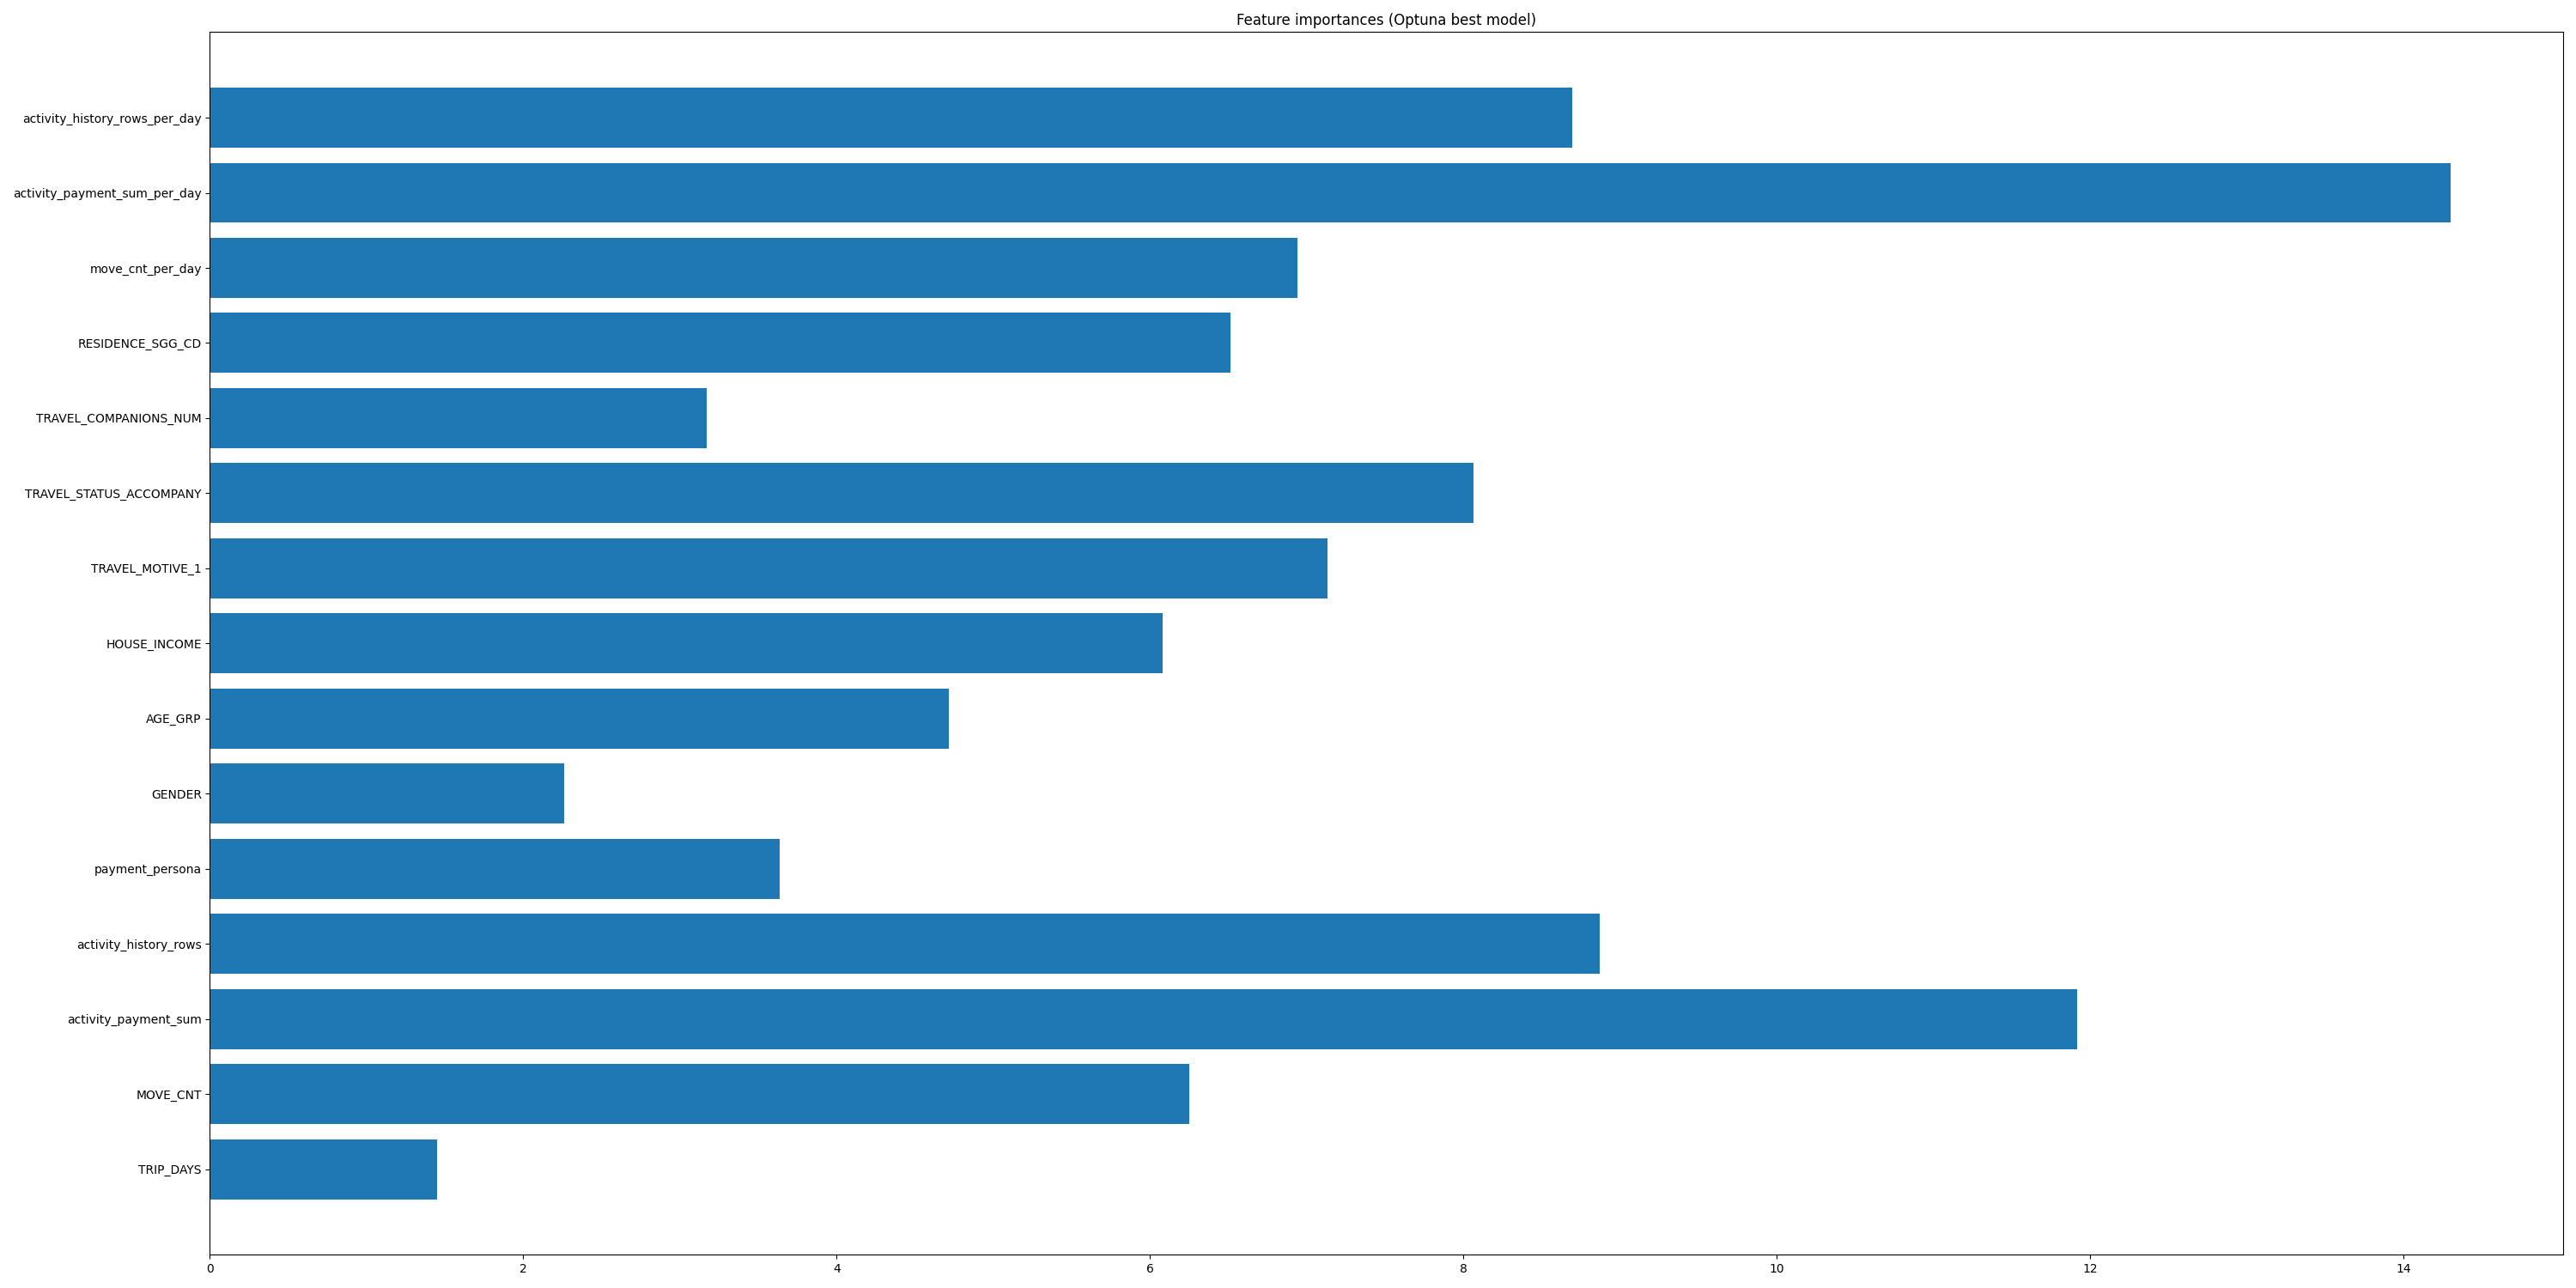 Feature importances (Optuna best model)
activity_history_rows_per_day
activity_payment_sum_per_day
move_cnt_per_day
RESIDENCE_SGG_CD
TRAVEL_COMPANIONS_NUM
TRAVEL_STATUS_ACCOMPANY
TRAVEL_MOTIVE_1
HOUSE_INCOME
AGE_GRP
GENDER
payment_persona
activity_history_rows
activity_payment_sum
MOVE_CNT
TRIP_DAYS
0 2 4 6 8 10 12 14